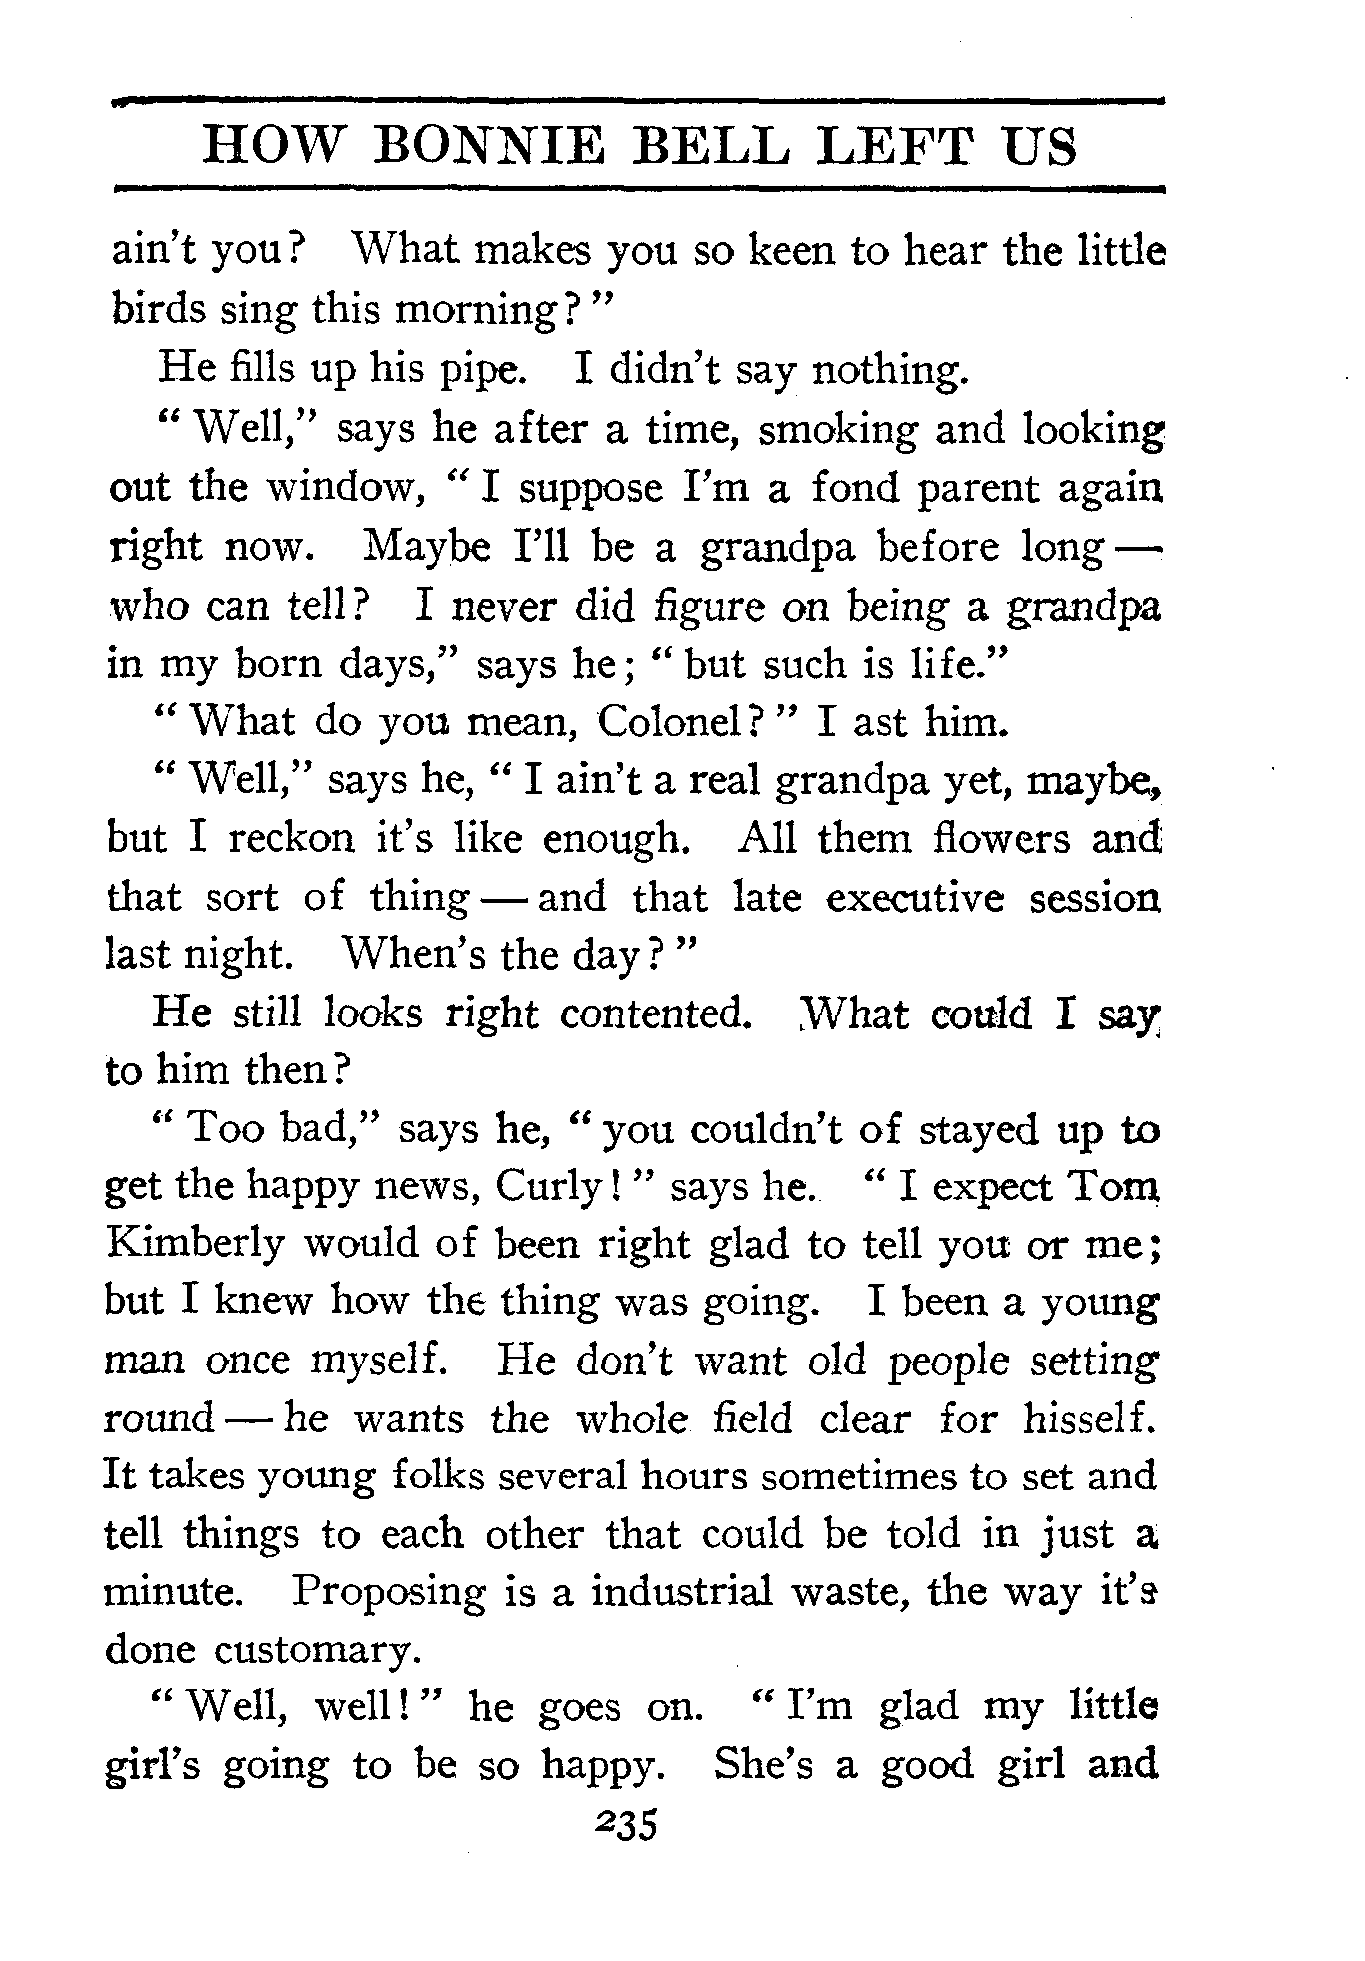 HOW BONNIE BELL LEFT US
ain't you? What makes you so keen to hear the little
birds sing this morning?"
He fills up his pipe. I didn't say nothing.
"Well," says he after a time, smoking and looking
out the window, "I suppose I'm a fond parent again
right now. Maybe I'll be a grandpa before long —
who can tell? I never did figure on being a grandpa
in my born days," says he; "but such is life."
"What do you mean, Colonel?" I ast him.
"Well," says he, "I ain't a real grandpa yet, maybe,
but I reckon it's like enough. All them flowers and
that sort of thing — and that late executive session
last night. When's the day?"
He still looks right contented. What could I say
to him then?
"Too bad," says he, "you couldn't of stayed up to
get the happy news, Curly!" says he. "I expect Tom
Kimberly would of been right glad to tell you or me;
but I knew how the thing was going. I been a young
man once myself. He don't want old people setting
round — he wants the whole field clear for hisself.
It takes young folks several hours sometimes to set and
tell things to each other that could be told in just a
minute. Proposing is a industrial waste, the way it's
done customary.
"Well, well!" he goes on. "I'm glad my little
girl's going to be so happy. She's a good girl and
235